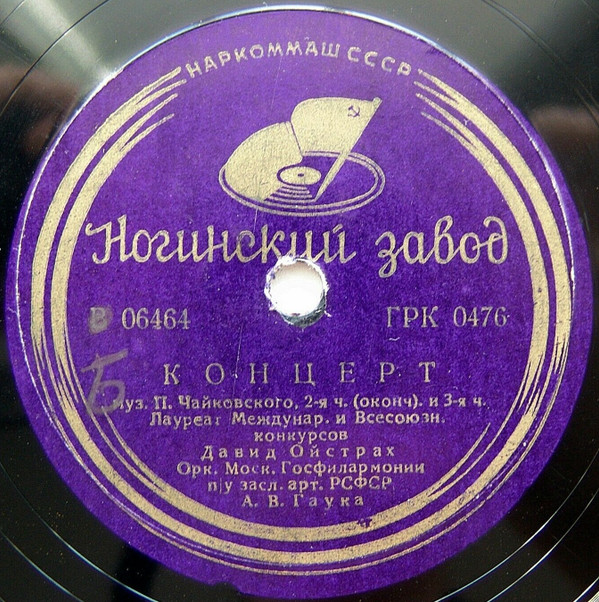 НАРКОММАШ СССР
Ногинский завод
В 06464 ГРК 0476
Б
КОНЦЕРТ
Муз. П. Чайковского, 2-я ч. (оконч). и 3-я ч.
Лауреат Междунар. и Всесоюзн.
конкурсов
Давид Ойстрах
Орк. Моск. Госфилармонии
п/у засл. арт. РСФСР
А. В. Гаука